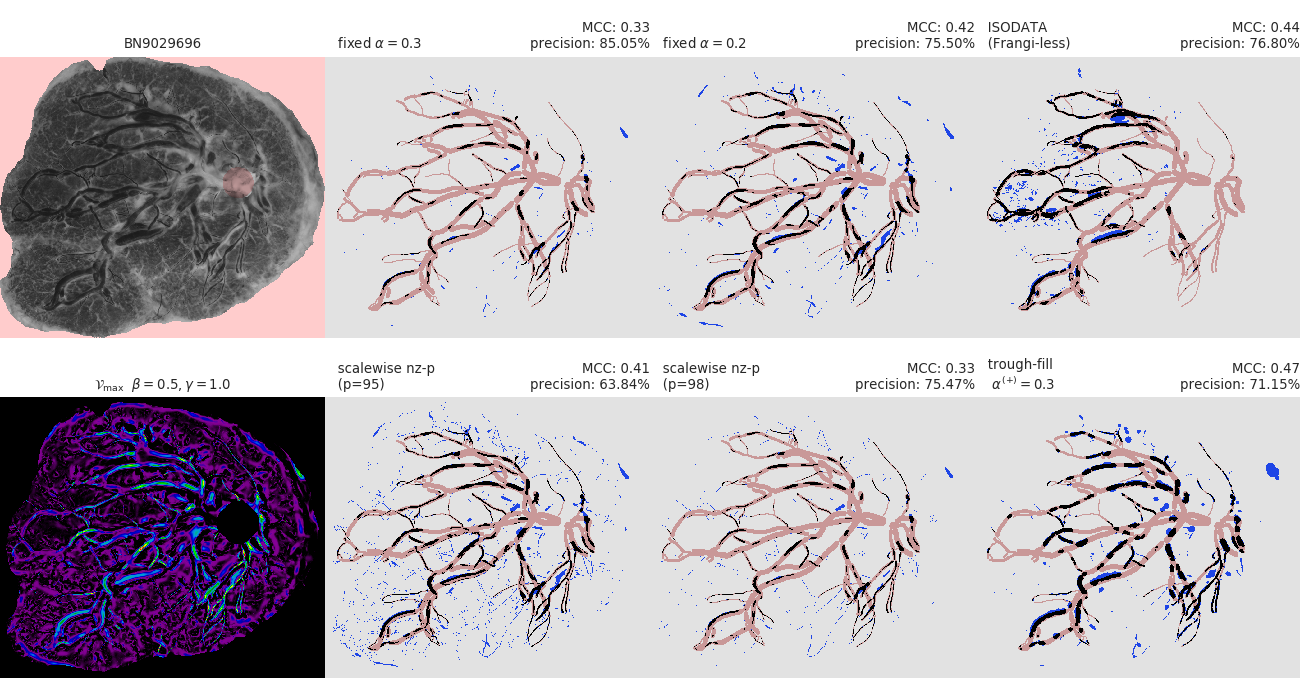 BN9029696
fixed α = 0.3
MCC: 0.33
precision: 85.05%
fixed α = 0.2
MCC: 0.42
precision: 75.50%
ISODATA
(Frangi-less)
MCC: 0.44
precision: 76.80%
𝒱max β = 0.5, γ = 1.0
scalewise nz-p
(p=95)
MCC: 0.41
precision: 63.84%
scalewise nz-p
(p=98)
MCC: 0.33
precision: 75.47%
trough-fill
α(+) = 0.3
MCC: 0.47
precision: 71.15%